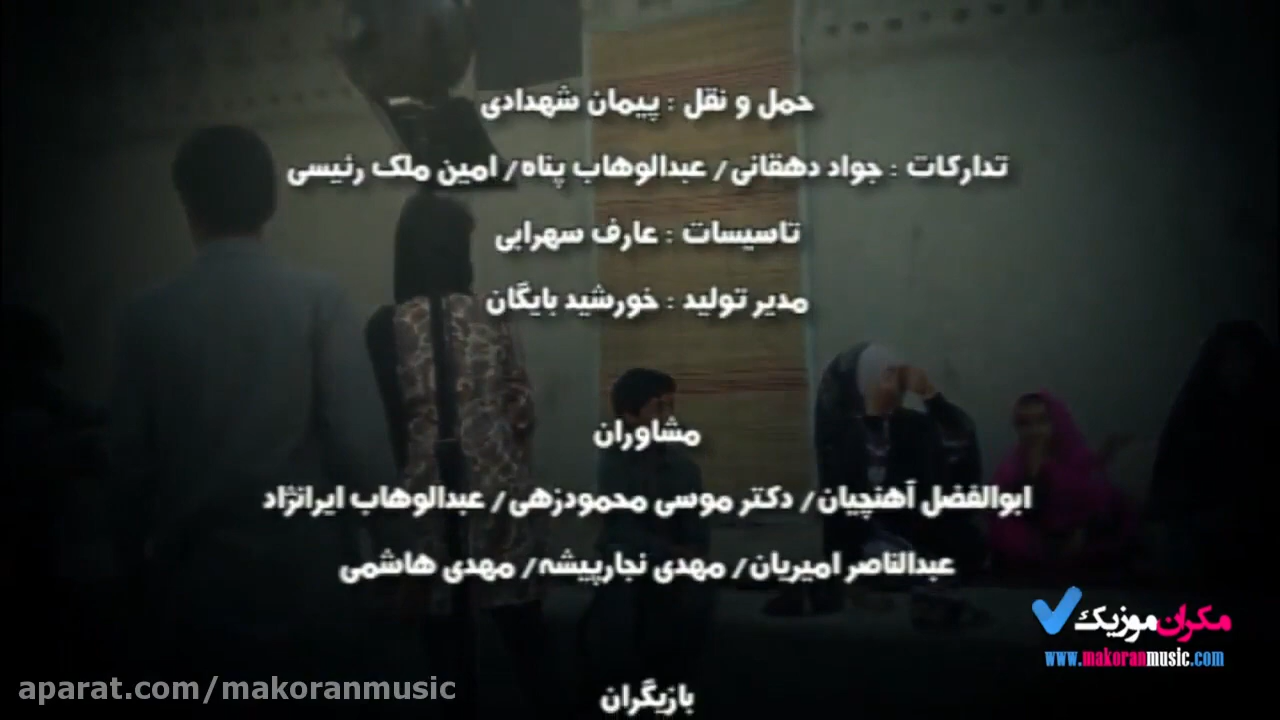 حمل و نقل : پیمان شهدادی
تدارکات : جواد دهقانی/ عبدالوهاب پناه/ امین ملک رئیسی
تاسیسات : عارف سهرابی
مدیر تولید : خورشید بایگان
مشاوران
ابوالفضل آهنچیان/ دکتر موسی محمودزهی/ عبدالوهاب ایرانژاد
عبدالناصر امیریان/ مهدی نجارپیشه/ مهدی هاشمی
مکران موزیک
www.makoranmusic.com
aparat.com/makoranmusic
بازیگران